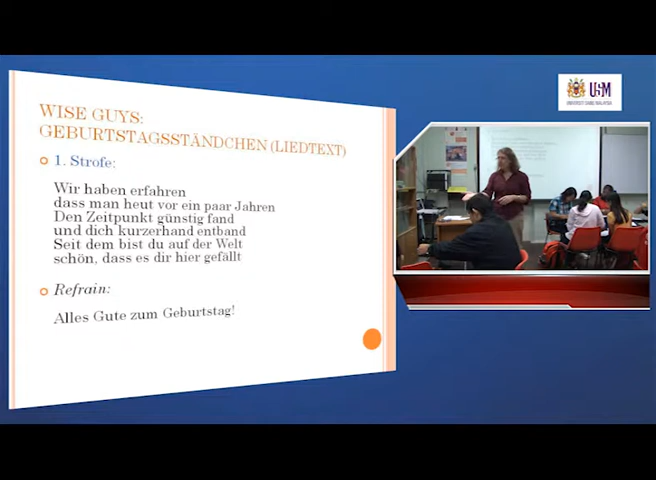 WISE GUYS:
GEBURTSTAGSSTÄNDCHEN (LIEDTEXT)
1. Strofe:
Wir haben erfahren
dass man heut vor ein paar Jahren
Den Zeitpunkt günstig fand
und dich kurzerhand entband
Seit dem bist du auf der Welt
schön, dass es dir hier gefällt
Refrain:
Alles Gute zum Geburtstag!
USM
UNIVERSITI SAINS MALAYSIA